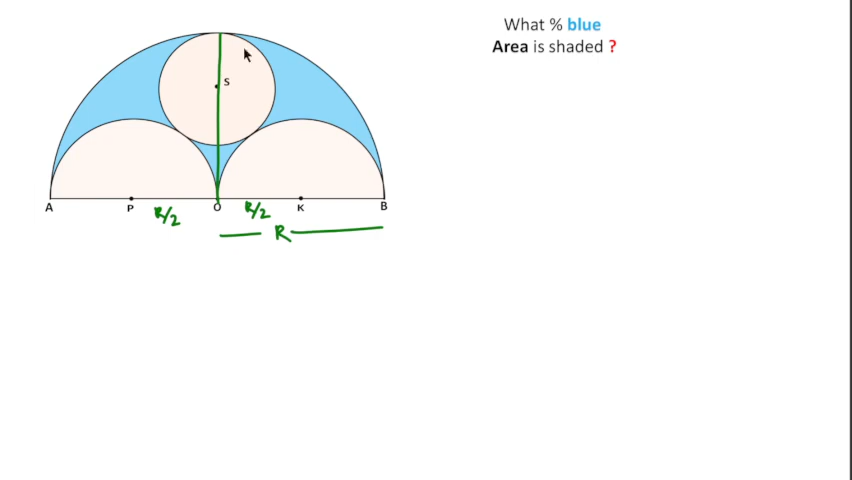 What % blue
Area is shaded ?
S
A P O K B
R/2 R/2
R